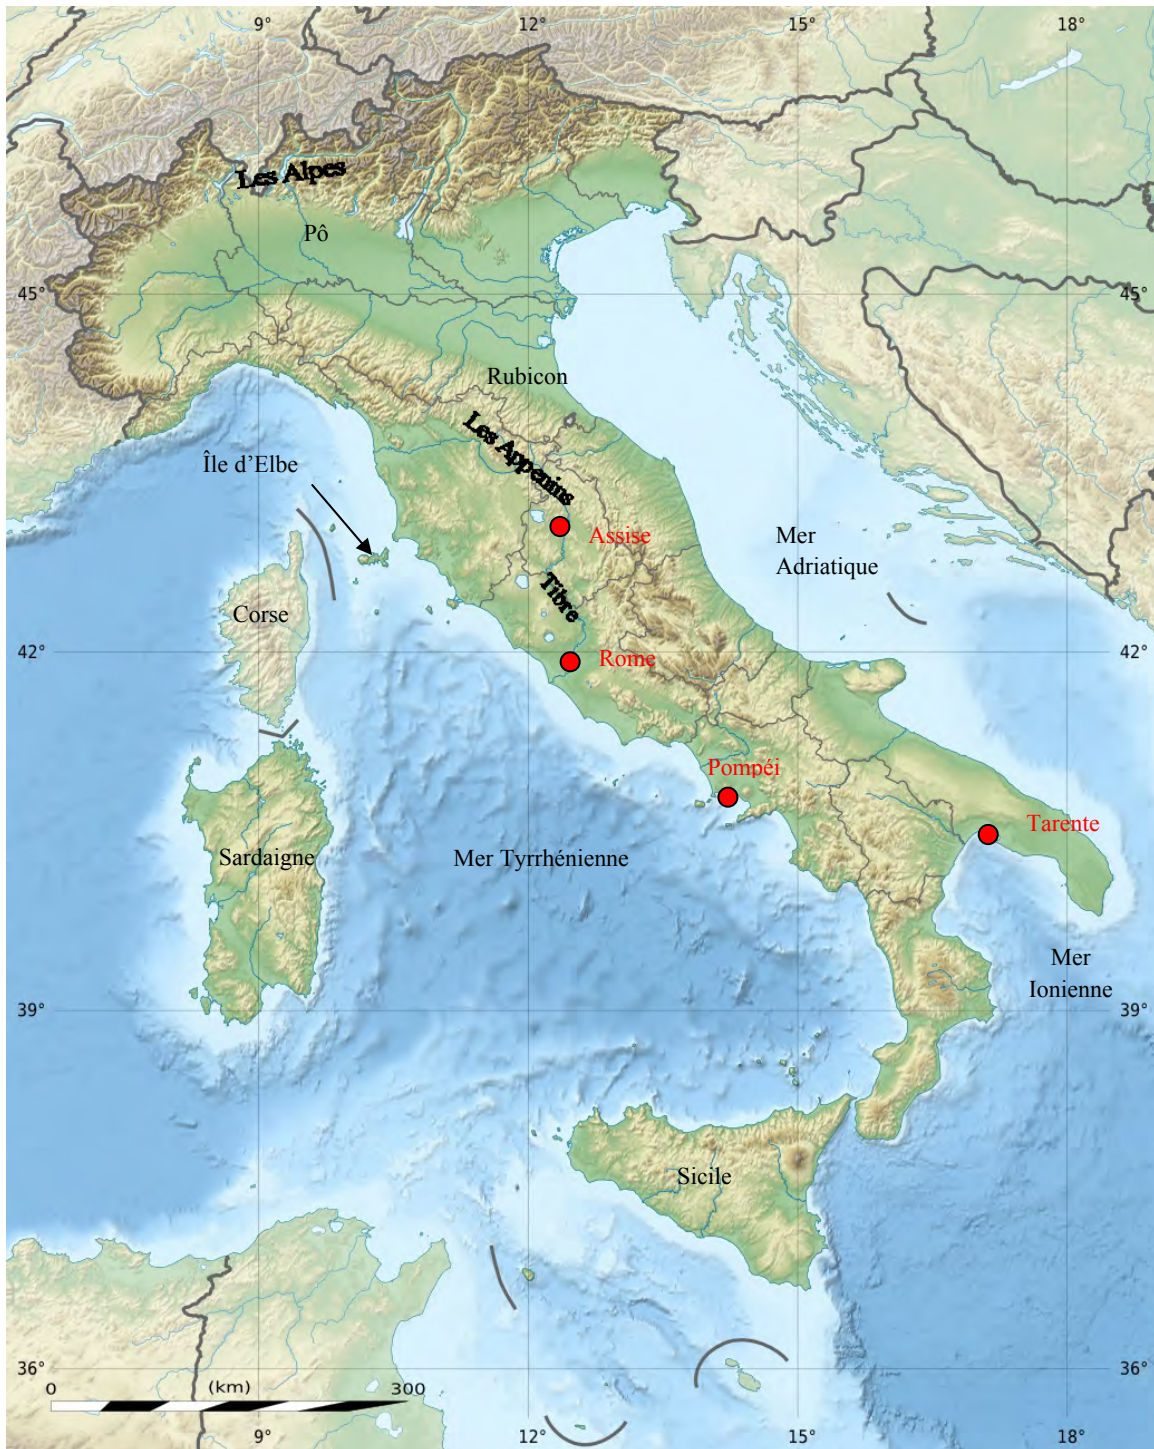 9° 12° 15° 18°
Les Alpes
Pô
45° 45°
Rubicon
Les Appenins
Île d'Elbe
Assise
Mer
Adriatique
Tibre
Corse
42° 42°
Rome
Pompéi
Tarente
Sardaigne
Mer Tyrrhénienne
Mer
Ionienne
39° 39°
Sicile
36° 36°
0 (km) 300
9° 12° 15° 18°